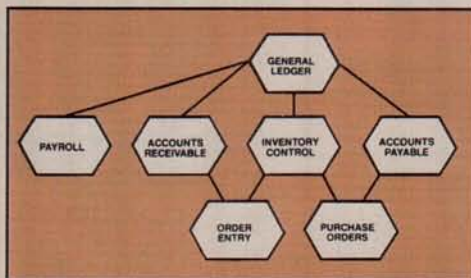 GENERAL
LEDGER
PAYROLL
ACCOUNTS
RECEIVABLE
INVENTORY
CONTROL
ACCOUNTS
PAYABLE
ORDER
ENTRY
PURCHASE
ORDERS